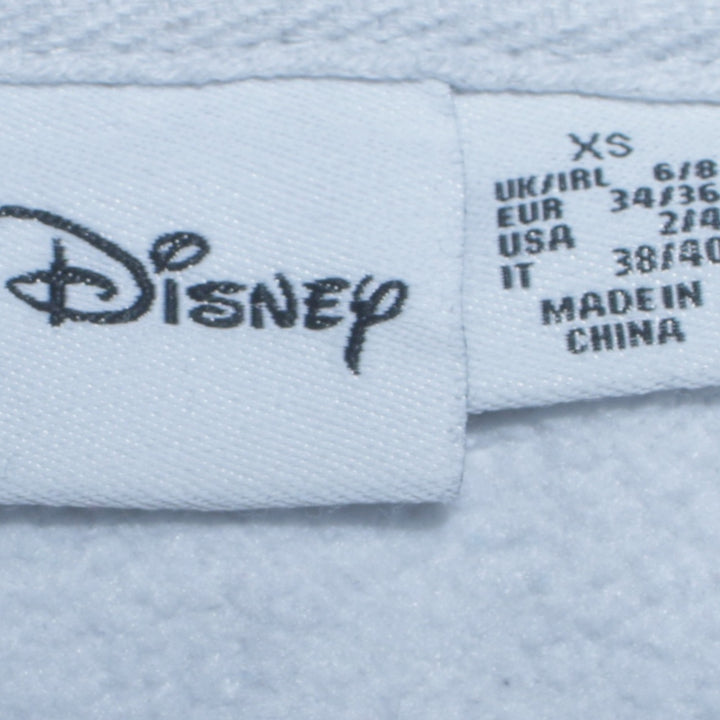 Disney
XS
UK/IRL 6/8
EUR 34/36
USA 2/4
IT 38/40
MADE IN
CHINA